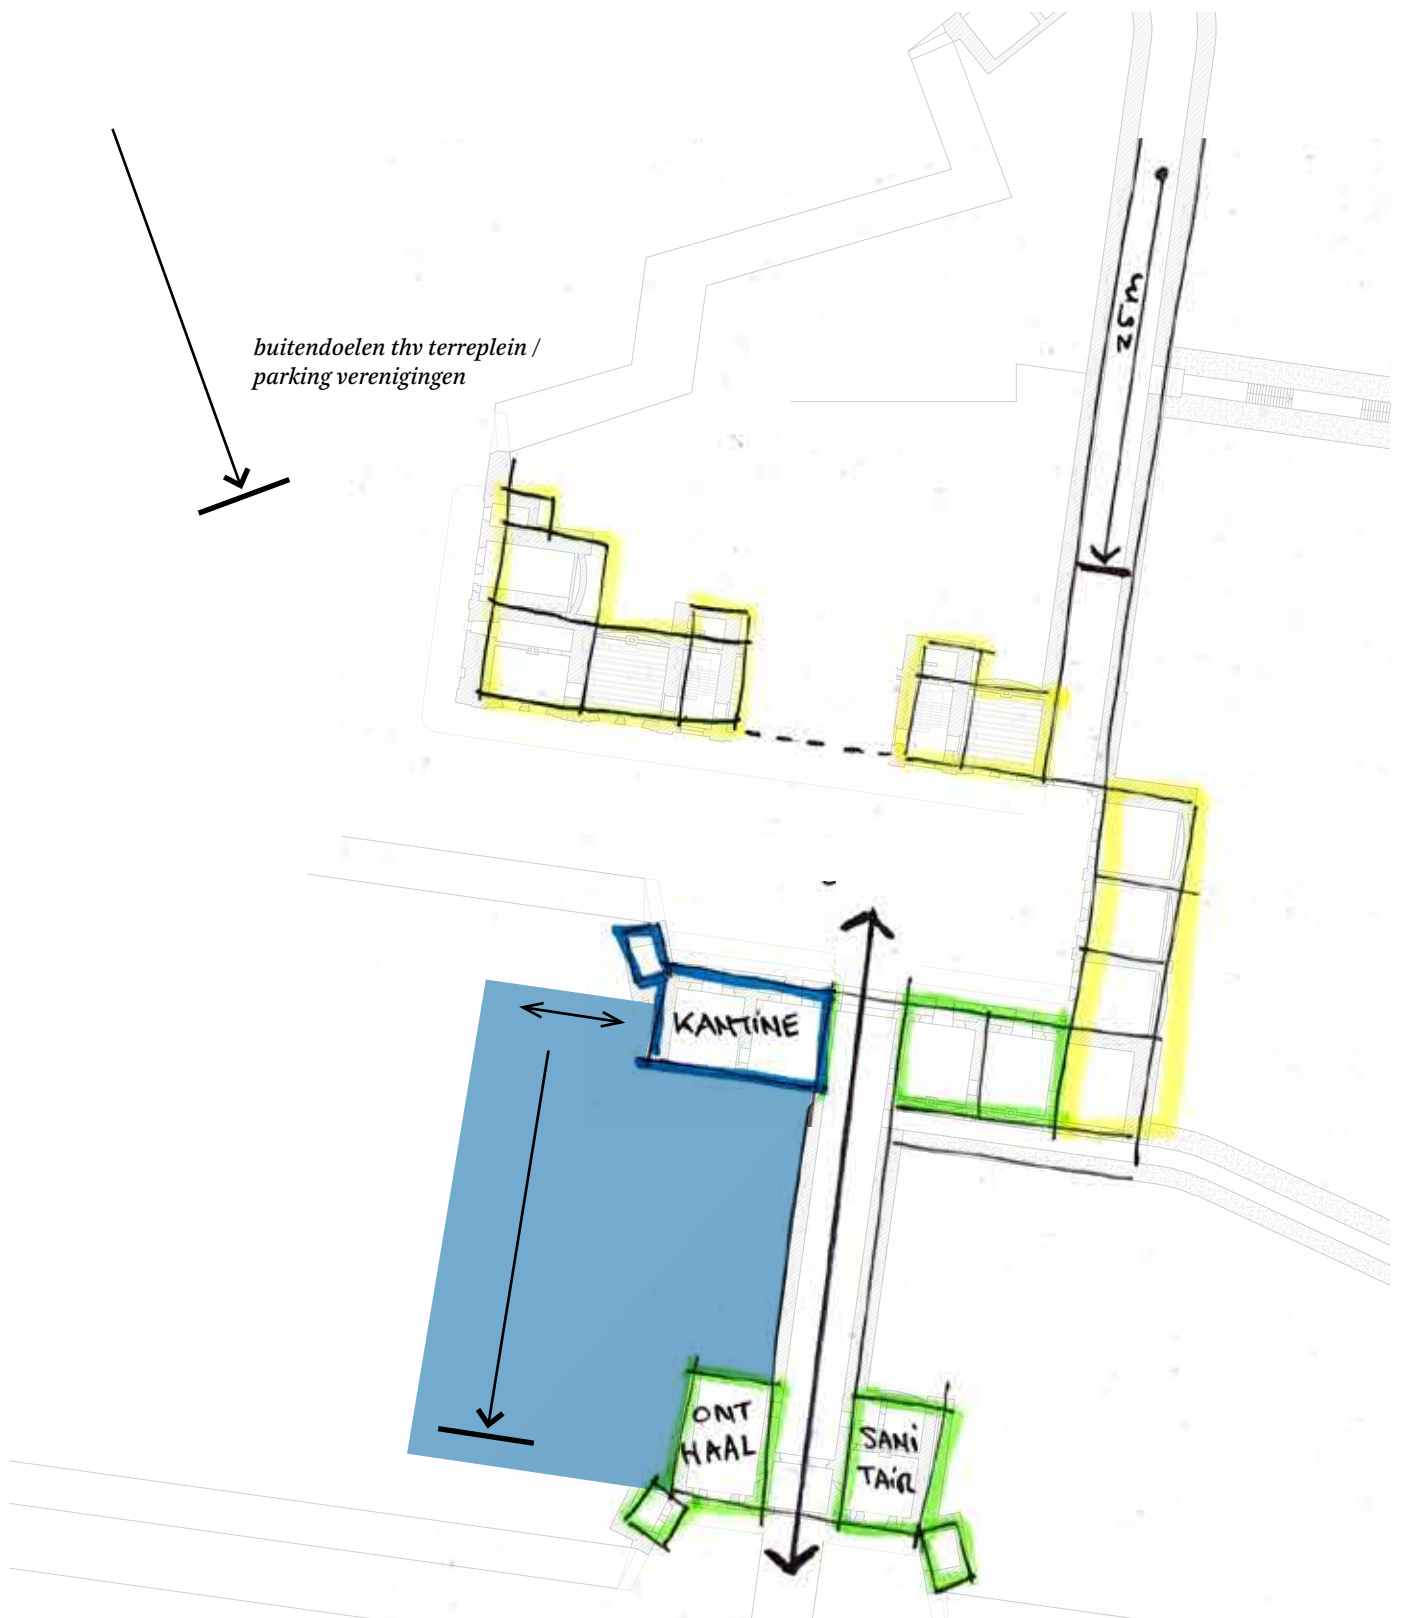 buitendoelen thv terreplein /
parking verenigingen
25m
KANTINE
ONT
HAAL
SANI
TAIR